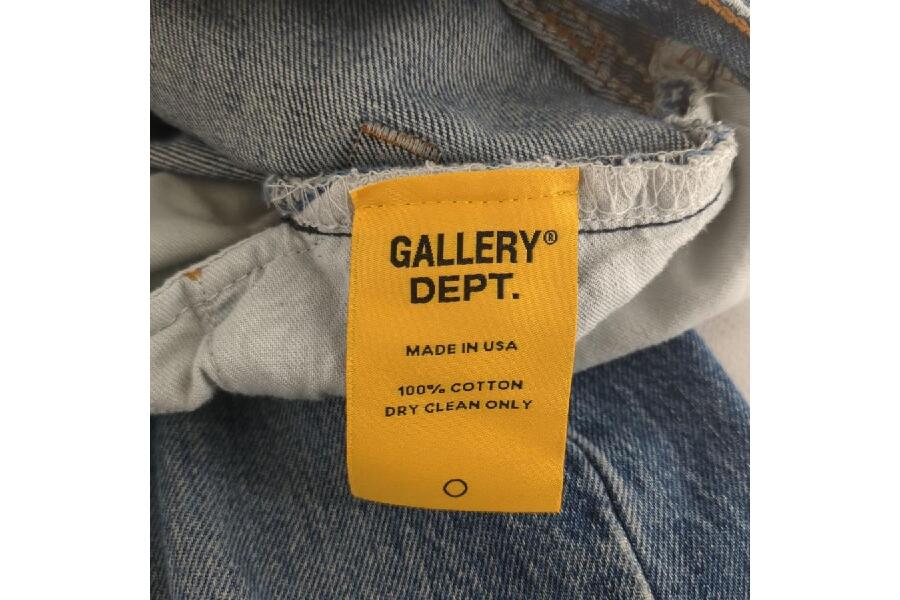 GALLERY®
DEPT.
MADE IN USA
100% COTTON
DRY CLEAN ONLY